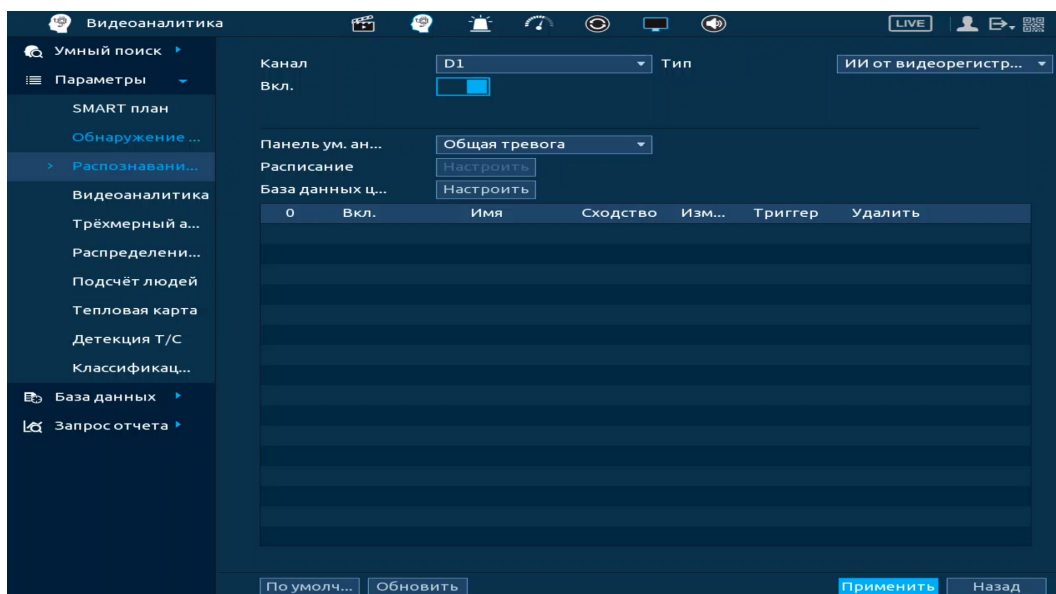 Видеоаналитика LIVE
Умный поиск
Параметры
SMART план
Обнаружение ...
Распознавани...
Видеоаналитика
Трёхмерный а...
Распределени...
Подсчёт людей
Тепловая карта
Детекция Т/С
Классификац...
База данных
Запрос отчета
Канал D1 Тип ИИ от видеорегистр...
Вкл.
Панель ум. ан... Общая тревога
Расписание Настроить
База данных ц... Настроить
0 Вкл. Имя Сходство Изм... Триггер Удалить
По умолч... Обновить Применить Назад